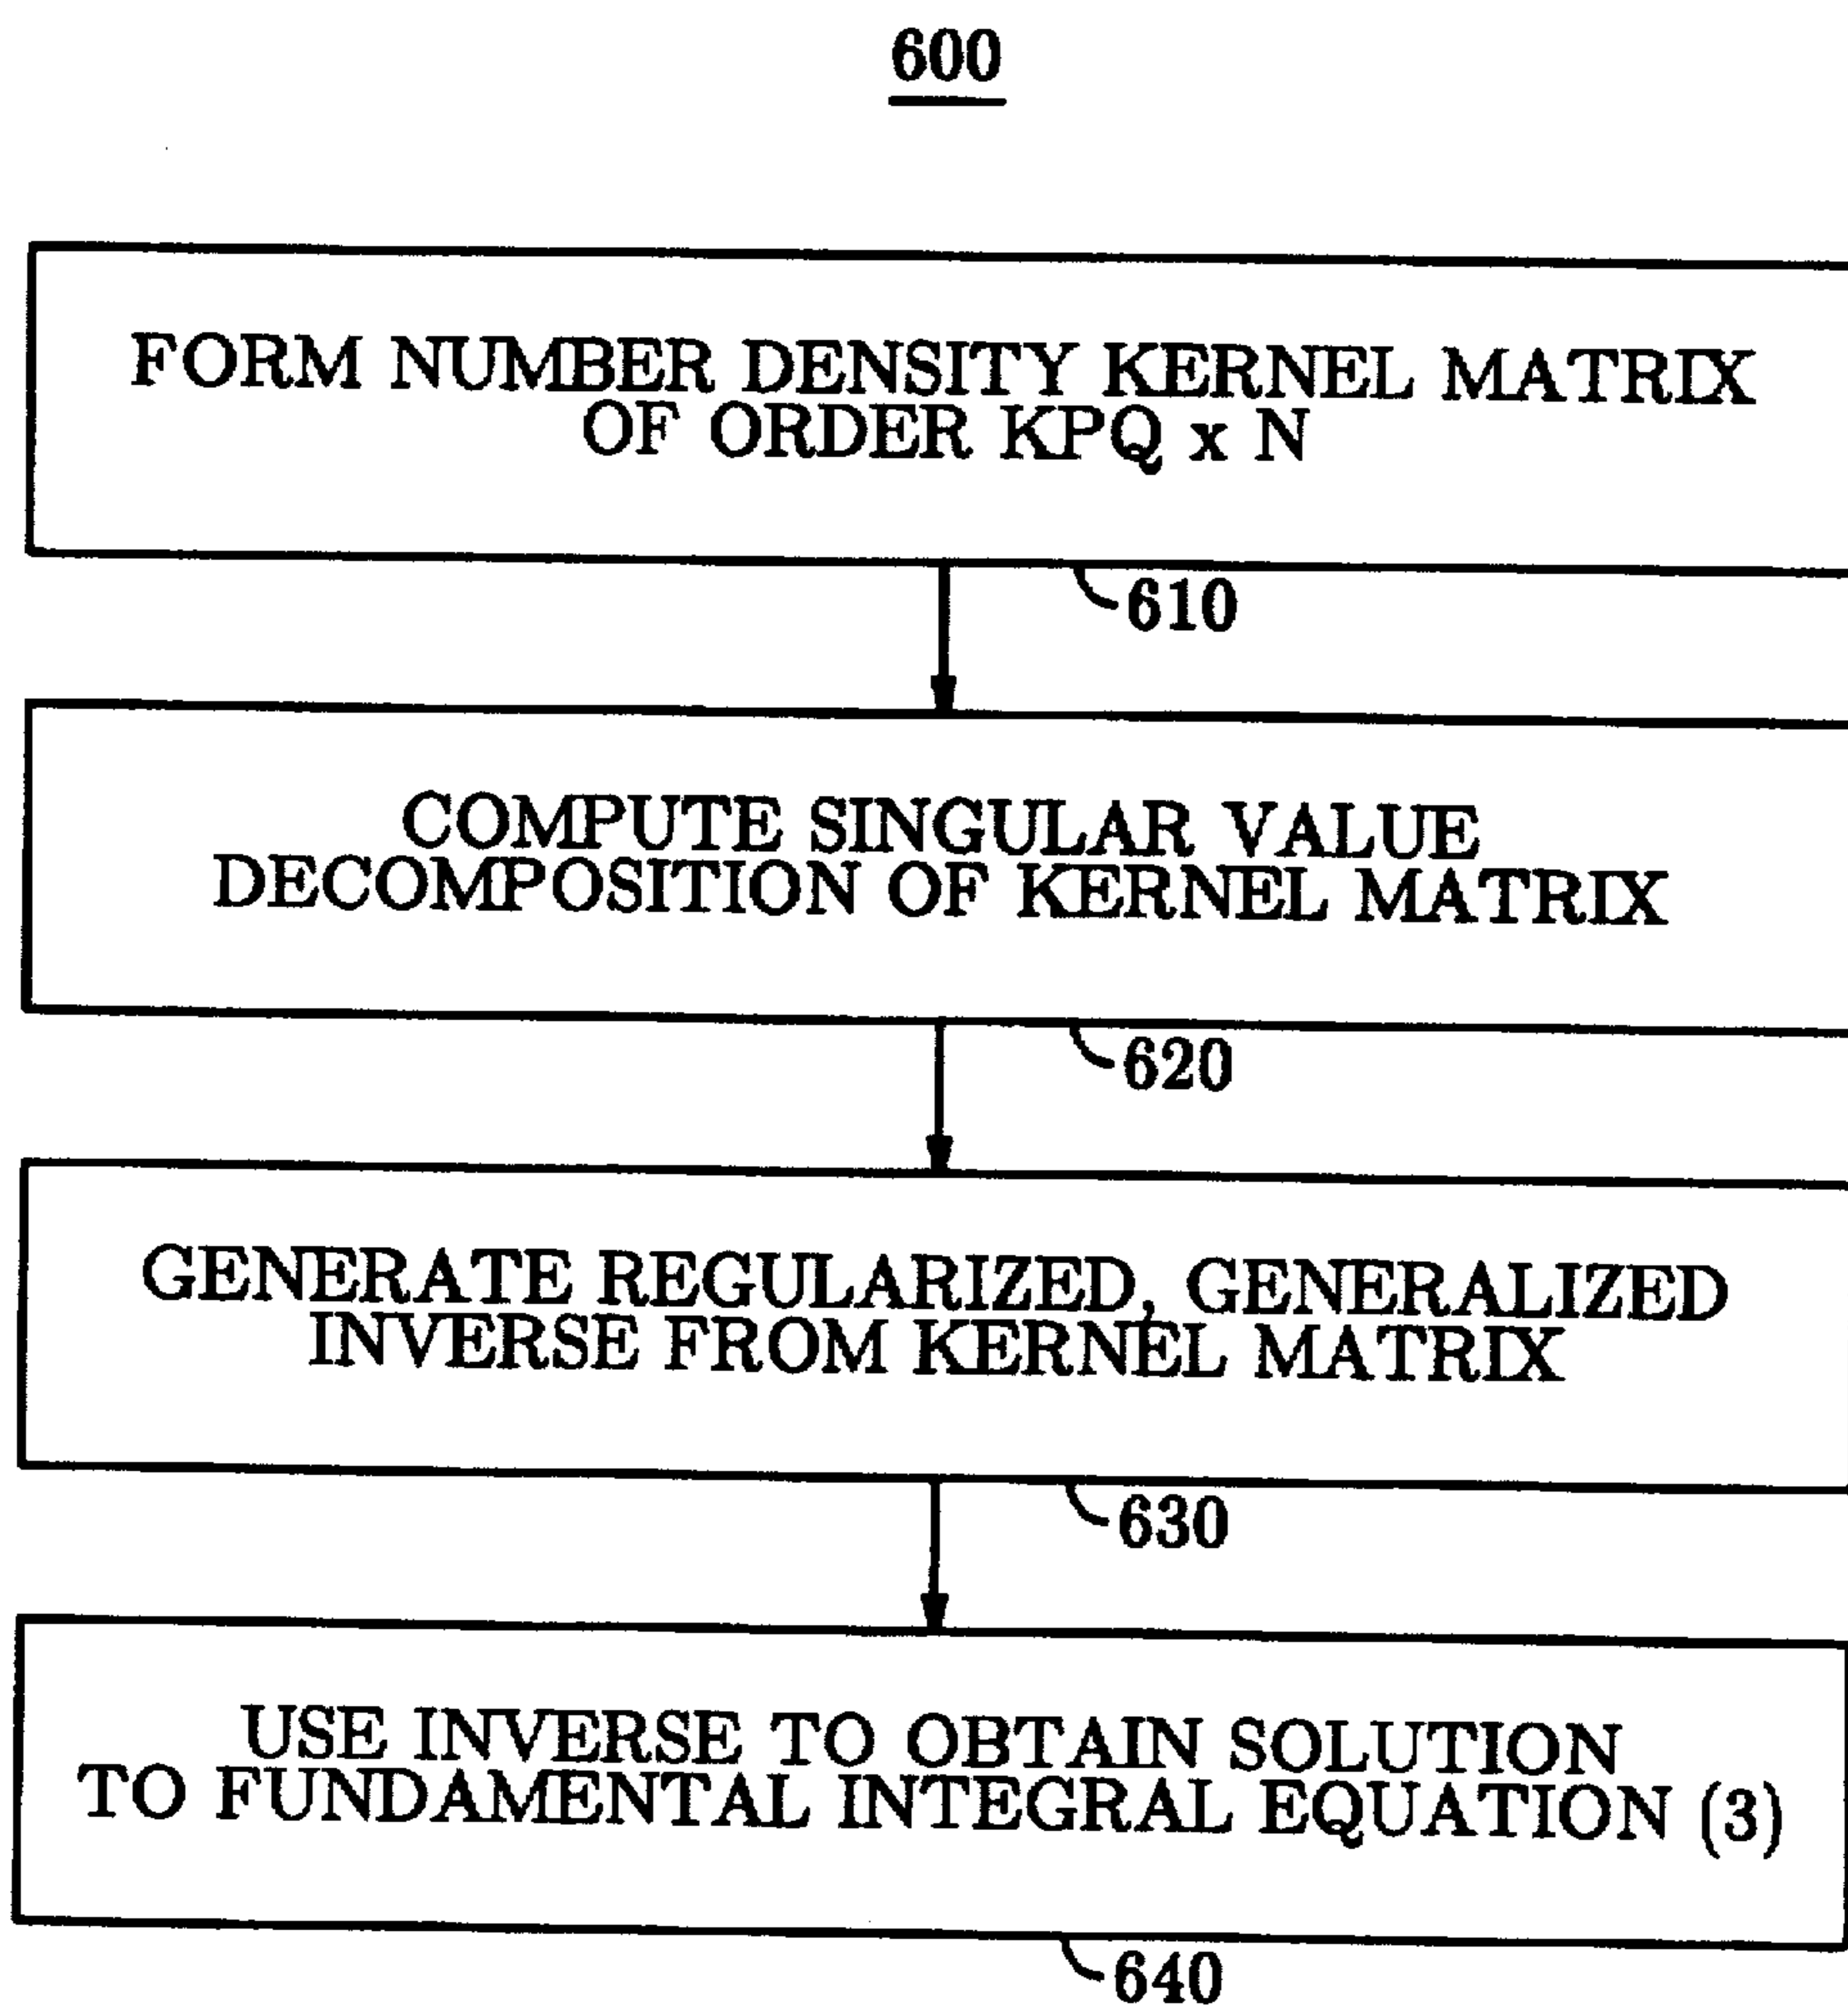 600
FORM NUMBER DENSITY KERNEL MATRIX
OF ORDER KPQ x N
610
COMPUTE SINGULAR VALUE
DECOMPOSITION OF KERNEL MATRIX
620
GENERATE REGULARIZED, GENERALIZED
INVERSE FROM KERNEL MATRIX
630
USE INVERSE TO OBTAIN SOLUTION
TO FUNDAMENTAL INTEGRAL EQUATION (3)
640